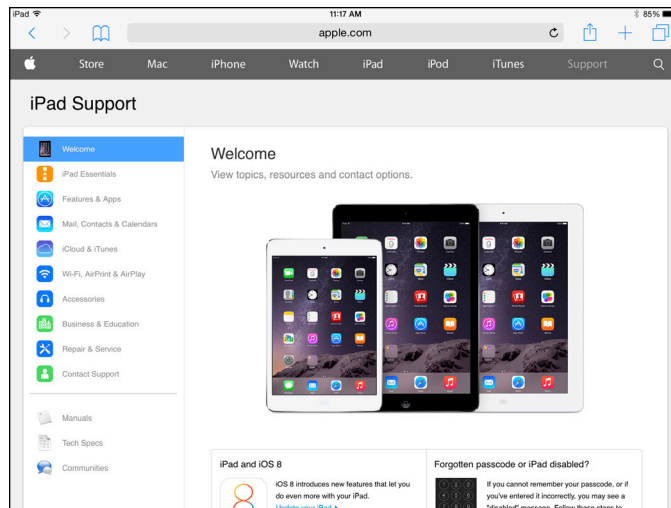 iPad 11:17 AM 85%
apple.com
Store Mac iPhone Watch iPad iPod iTunes Support
iPad Support
Welcome
iPad Essentials
Features & Apps
Mail, Contacts & Calendars
iCloud & iTunes
Wi-Fi, AirPrint & AirPlay
Accessories
Business & Education
Repair & Service
Contact Support
Manuals
Tech Specs
Communities
Welcome
View topics, resources and contact options.
iPad and iOS 8
iOS 8 introduces new features that let you
do even more with your iPad.
Update your iPad
Forgotten passcode or iPad disabled?
If you cannot remember your passcode, or if
you've entered it incorrectly, you may see a
"disabled" message. Follow these steps to